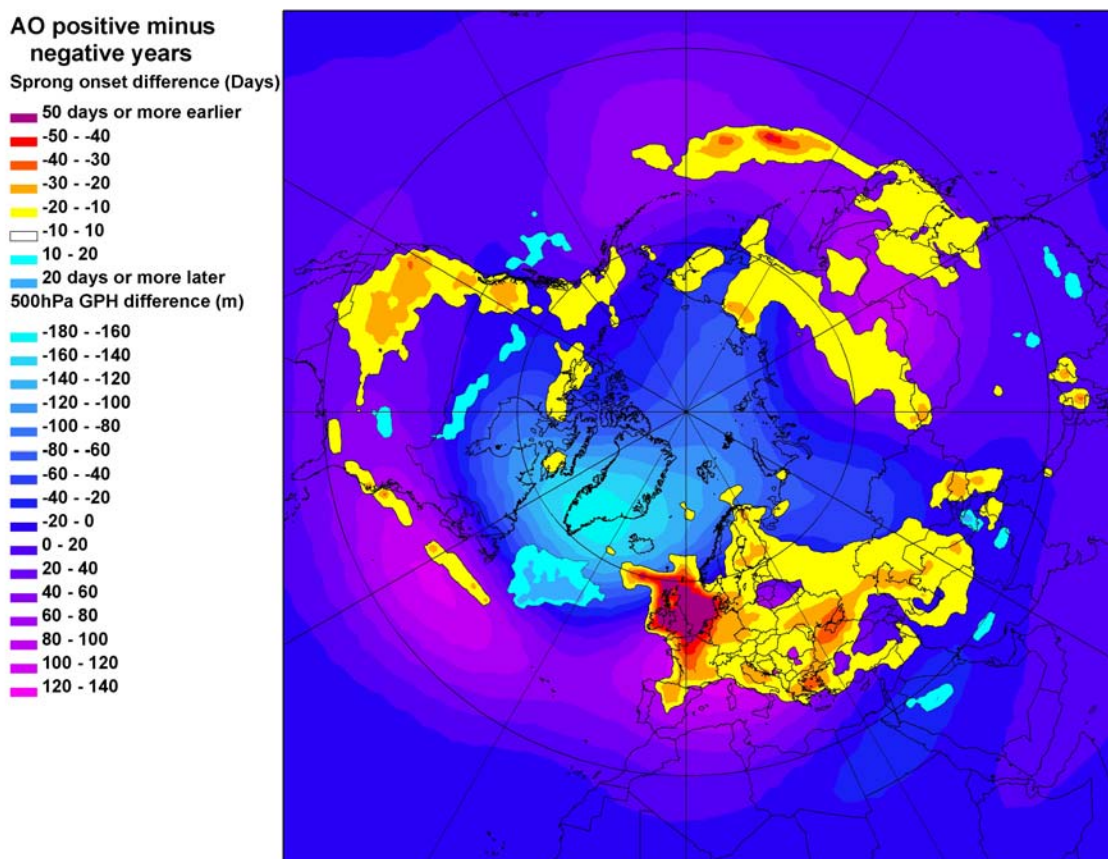 AO positive minus
negative years
Sprong onset difference (Days)
50 days or more earlier
-50 - -40
-40 - -30
-30 - -20
-20 - -10
-10 - 10
10 - 20
20 days or more later
500hPa GPH difference (m)
-180 - -160
-160 - -140
-140 - -120
-120 - -100
-100 - -80
-80 - -60
-60 - -40
-40 - -20
-20 - 0
0 - 20
20 - 40
40 - 60
60 - 80
80 - 100
100 - 120
120 - 140